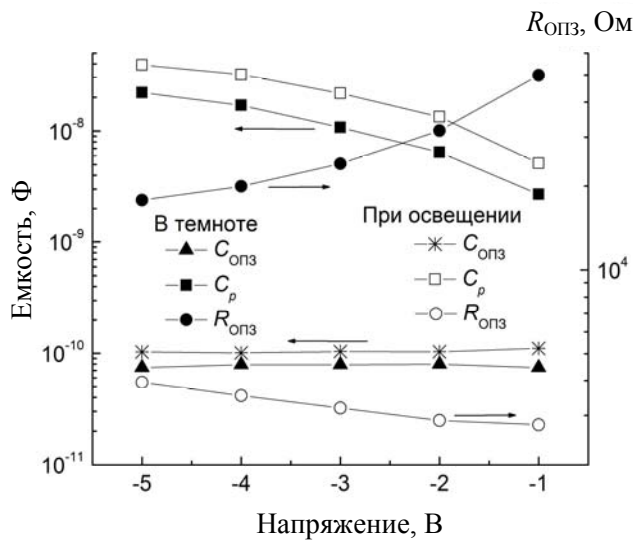 R_ОПЗ, Ом
10^-8
10^-9
10^-10
10^-11
10^4
Емкость, Ф
В темноте
C_ОПЗ
C_p
R_ОПЗ
При освещении
C_ОПЗ
C_p
R_ОПЗ
-5 -4 -3 -2 -1
Напряжение, В